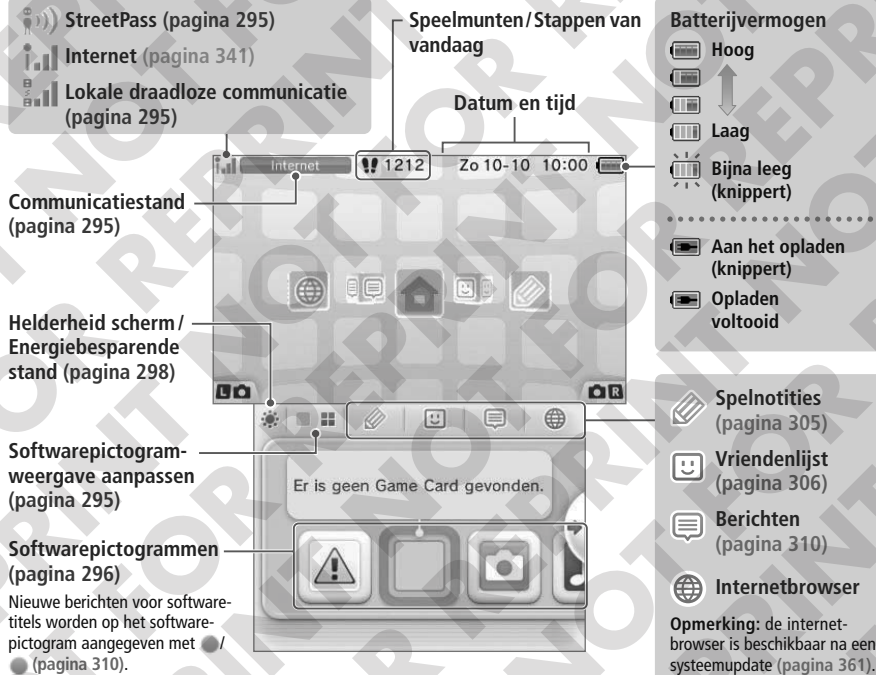 StreetPass (pagina 295)
Internet (pagina 341)
Lokale draadloze communicatie
(pagina 295)
Speelmunten/Stappen van
vandaag
Datum en tijd
Batterijvermogen
Hoog
Laag
Bijna leeg
(knippert)
Aan het opladen
(knippert)
Opladen
voltooid
Internet
1212
Zo 10-10 10:00
Communicatiestand
(pagina 295)
Helderheid scherm/
Energiebesparende
stand (pagina 298)
L
R
Softwarepictogram-
weergave aanpassen
(pagina 295)
Er is geen Game Card gevonden.
Softwarepictogrammen
(pagina 296)
Nieuwe berichten voor software-
titels worden op het software-
pictogram aangegeven met /
(pagina 310).
Spelnotities
(pagina 305)
Vriendenlijst
(pagina 306)
Berichten
(pagina 310)
Internetbrowser
Opmerking: de internet-
browser is beschikbaar na een
systeemupdate (pagina 361).
NOT FOR REPRINT